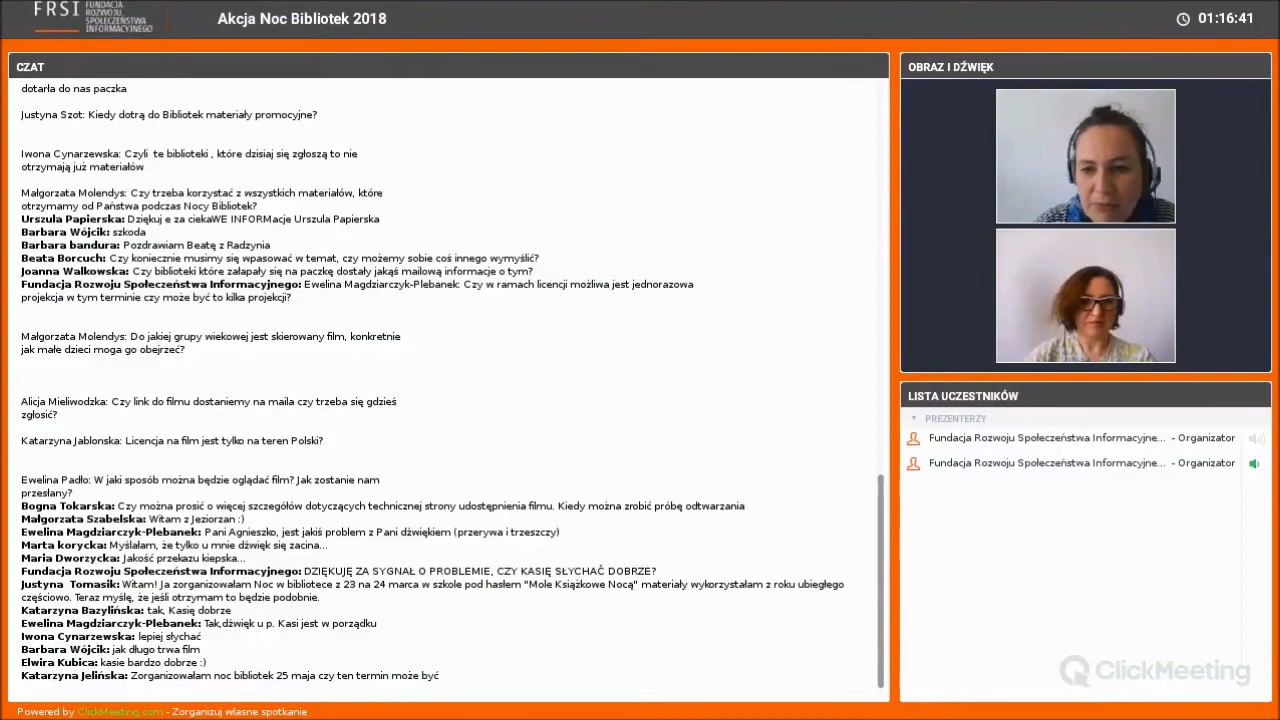 FRSI FUNDACJA
ROZWOJU
SPOŁECZEŃSTWA
INFORMACYJNEGO
Akcja Noc Bibliotek 2018
01:16:41
CZAT
dotarła do nas paczka
Justyna Szot: Kiedy dotrą do Bibliotek materiały promocyjne?
Iwona Cynarzewska: Czyli te biblioteki , które dzisiaj się zgłoszą to nie
otrzymają już materiałów
Małgorzata Molendys: Czy trzeba korzystać z wszystkich materiałów, które
otrzymamy od Państwa podczas Nocy Bibliotek?
Urszula Papierska: Dziękuj e za ciekaWE INFORMacje Urszula Papierska
Barbara Wójcik: szkoda
Barbara bandura: Pozdrawiam Beatę z Radzynia
Beata Borcuch: Czy koniecznie musimy się wpasować w temat, czy możemy sobie coś innego wymyślić?
Joanna Walkowska: Czy biblioteki które załapały się na paczkę dostały jakąś mailową informacje o tym?
Fundacja Rozwoju Społeczeństwa Informacyjnego: Ewelina Magdziarczyk-Plebanek: Czy w ramach licencji możliwa jest jednorazowa
projekcja w tym terminie czy może być to kilka projekcji?
Małgorzata Molendys: Do jakiej grupy wiekowej jest skierowany film, konkretnie
jak małe dzieci moga go obejrzeć?
Alicja Mieliwodzka: Czy link do filmu dostaniemy na maila czy trzeba się gdzieś
zgłosić?
Katarzyna Jablonska: Licencja na film jest tylko na teren Polski?
Ewelina Padło: W jaki sposób można będzie oglądać film? Jak zostanie nam
przesłany?
Bogna Tokarska: Czy można prosić o więcej szczegółów dotyczących technicznej strony udostępnienia filmu. Kiedy można zrobić próbę odtwarzania
Małgorzata Szabelska: Witam z Jeziorzan :)
Ewelina Magdziarczyk-Plebanek: Pani Agnieszko, jest jakiś problem z Pani dźwiękiem (przerywa i trzeszczy)
Marta korycka: Myślałam, że tylko u mnie dźwięk się zacina...
Maria Dworzycka: Jakość przekazu kiepska...
Fundacja Rozwoju Społeczeństwa Informacyjnego: DZIĘKUJĘ ZA SYGNAŁ O PROBLEMIE, CZY KASIĘ SŁYCHAĆ DOBRZE?
Justyna Tomasik: Witam! Ja zorganizowałam Noc w bibliotece z 23 na 24 marca w szkole pod hasłem "Mole Książkowe Nocą" materiały wykorzystałam z roku ubiegłego
częściowo. Teraz myślę, że jeśli otrzymam to będzie podobnie.
Katarzyna Bazylińska: tak, Kasię dobrze
Ewelina Magdziarczyk-Plebanek: Tak,dźwięk u p. Kasi jest w porządku
Iwona Cynarzewska: lepiej słychać
Barbara Wójcik: jak długo trwa film
Elwira Kubica: kasie bardzo dobrze :)
Katarzyna Jelińska: Zorganizowałam noc bibliotek 25 maja czy ten termin może być
OBRAZ I DŹWIĘK
LISTA UCZESTNIKÓW
PREZENTERZY
Fundacja Rozwoju Społeczeństwa Informacyjne... - Organizator
Fundacja Rozwoju Społeczeństwa Informacyjne... - Organizator
ClickMeeting
Powered by ClickMeeting.com - Zorganizuj własne spotkanie